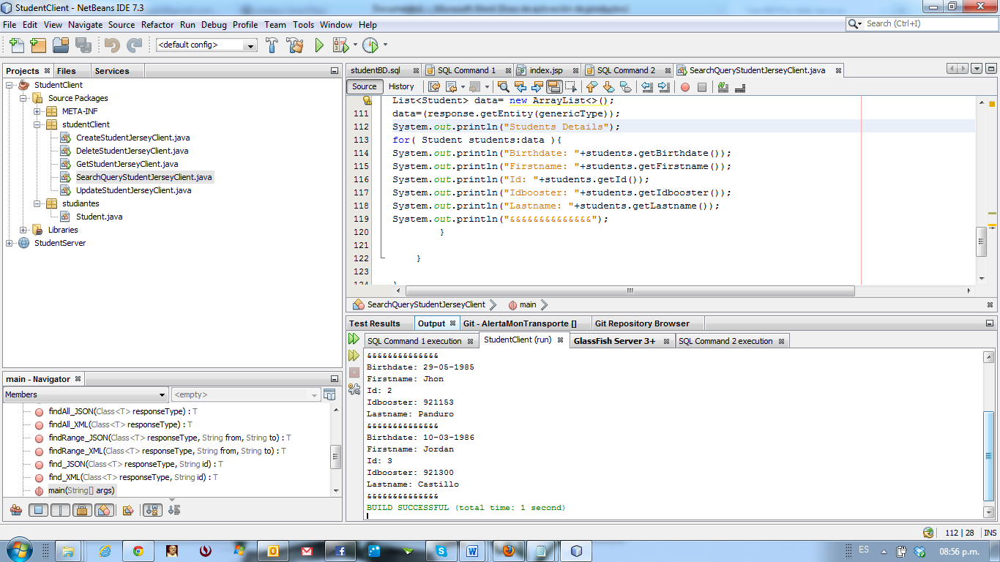 StudentClient - NetBeans IDE 7.3
File Edit View Navigate Source Refactor Run Debug Profile Team Tools Window Help
Search (Ctrl+I)
<default config>
Projects Files Services
StudentClient
Source Packages
META-INF
studentClient
CreateStudentJerseyClient.java
DeleteStudentJerseyClient.java
GetStudentJerseyClient.java
SearchQueryStudentJerseyClient.java
UpdateStudentJerseyClient.java
studiantes
Student.java
Libraries
StudentServer
main - Navigator
Members
<empty>
findAll_JSON(Class<T> responseType) : T
findAll_XML(Class<T> responseType) : T
findRange_JSON(Class<T> responseType, String from, String to) : T
findRange_XML(Class<T> responseType, String from, String to) : T
find_JSON(Class<T> responseType, String id) : T
find_XML(Class<T> responseType, String id) : T
main(String[] args)
studentBD.sql SQL Command 1 index.jsp SQL Command 2 SearchQueryStudentJerseyClient.java
Source History
List<Student> data= new ArrayList<>();
111 data=(response.getEntity(genericType));
112 System.out.println("Students Details");
113 for( Student students:data ){
114 System.out.println("Birthdate: "+students.getBirthdate());
115 System.out.println("Firstname: "+students.getFirstname());
116 System.out.println("Id: "+students.getId());
117 System.out.println("Idbooster: "+students.getIdbooster());
118 System.out.println("Lastname: "+students.getLastname());
119 System.out.println("&&&&&&&&&&&&&&");
120 }
121
122 }
123
124 }
SearchQueryStudentJerseyClient main
Test Results Output Git - AlertaMonTransporte [] Git Repository Browser
SQL Command 1 execution StudentClient (run) GlassFish Server 3+ SQL Command 2 execution
&&&&&&&&&&&&&&
Birthdate: 29-05-1985
Firstname: Jhon
Id: 2
Idbooster: 921153
Lastname: Panduro
&&&&&&&&&&&&&&
Birthdate: 10-03-1986
Firstname: Jordan
Id: 3
Idbooster: 921300
Lastname: Castillo
&&&&&&&&&&&&&&
BUILD SUCCESSFUL (total time: 1 second)
112 | 28 INS
ES
08:56 p.m.